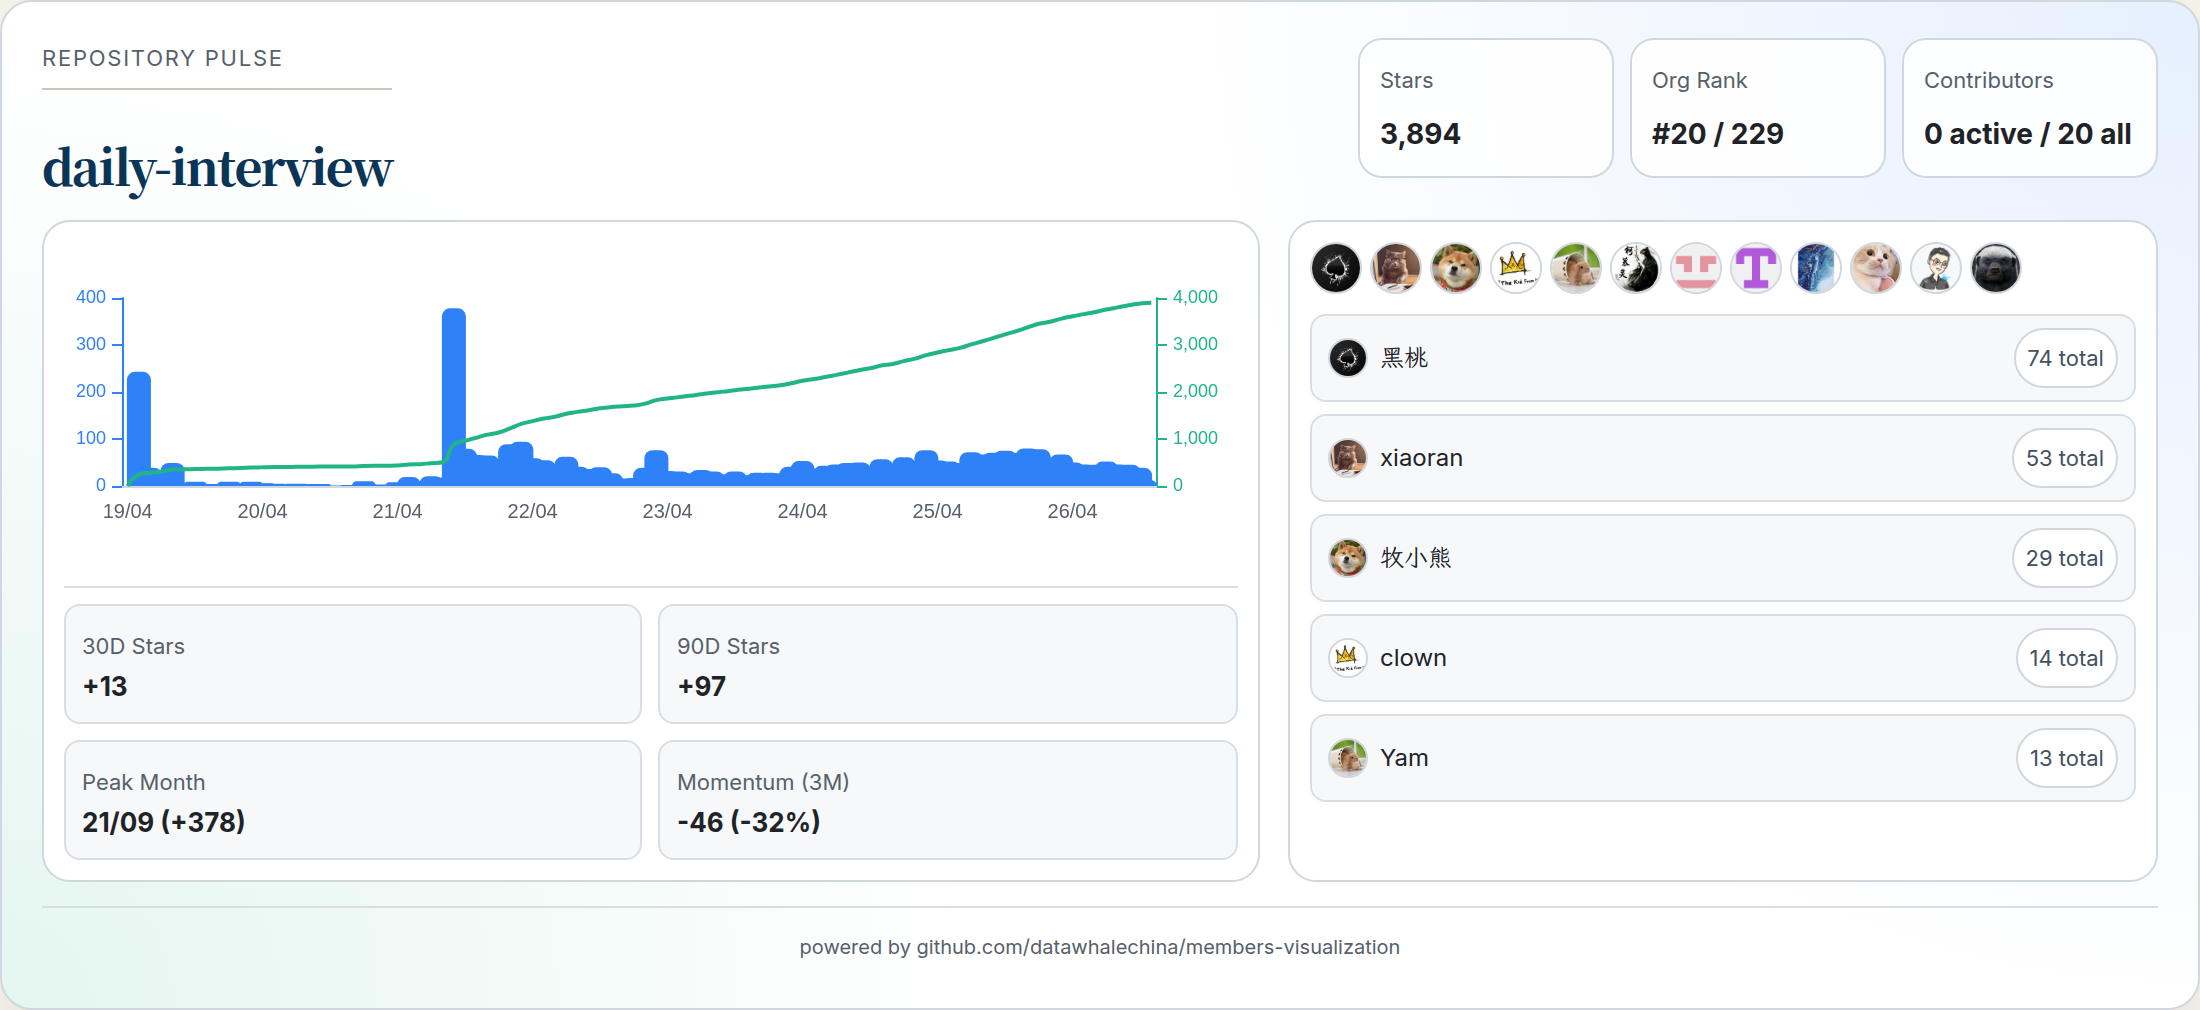 REPOSITORY PULSE
daily-interview
Stars
3,894
Org Rank
#20 / 229
Contributors
0 active / 20 all
400
300
200
100
0
4,000
3,000
2,000
1,000
0
19/04
20/04
21/04
22/04
23/04
24/04
25/04
26/04
30D Stars
+13
90D Stars
+97
Peak Month
21/09 (+378)
Momentum (3M)
-46 (-32%)
黑桃
74 total
xiaoran
53 total
牧小熊
29 total
clown
14 total
Yam
13 total
powered by github.com/datawhalechina/members-visualization